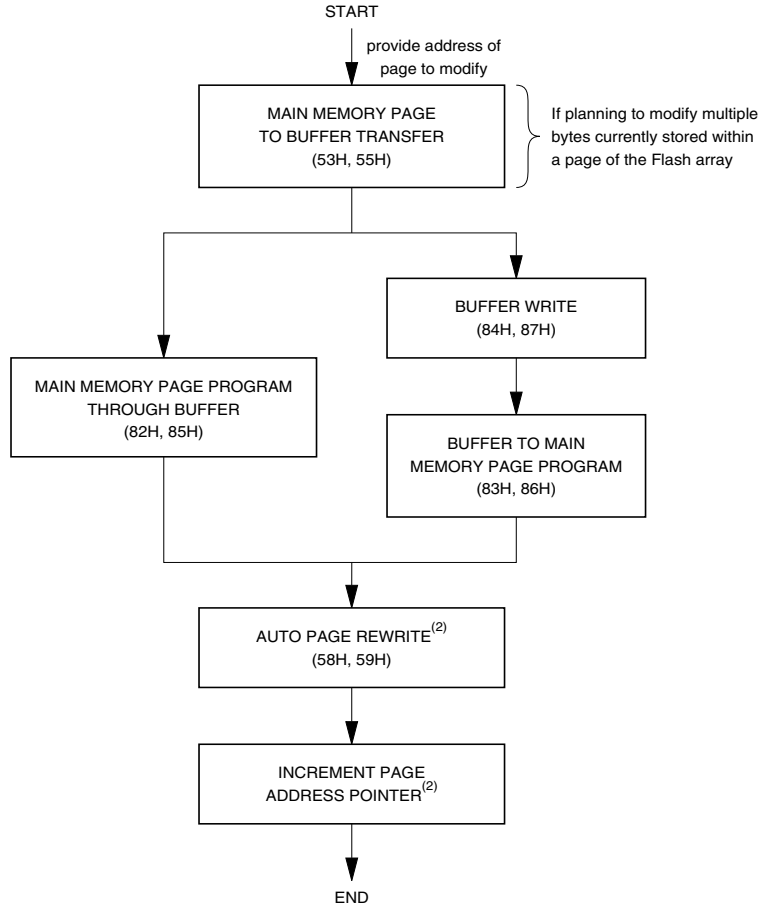 START
provide address of
page to modify
MAIN MEMORY PAGE
TO BUFFER TRANSFER
(53H, 55H)
If planning to modify multiple
bytes currently stored within
a page of the Flash array
BUFFER WRITE
(84H, 87H)
MAIN MEMORY PAGE PROGRAM
THROUGH BUFFER
(82H, 85H)
BUFFER TO MAIN
MEMORY PAGE PROGRAM
(83H, 86H)
AUTO PAGE REWRITE(2)
(58H, 59H)
INCREMENT PAGE
ADDRESS POINTER(2)
END